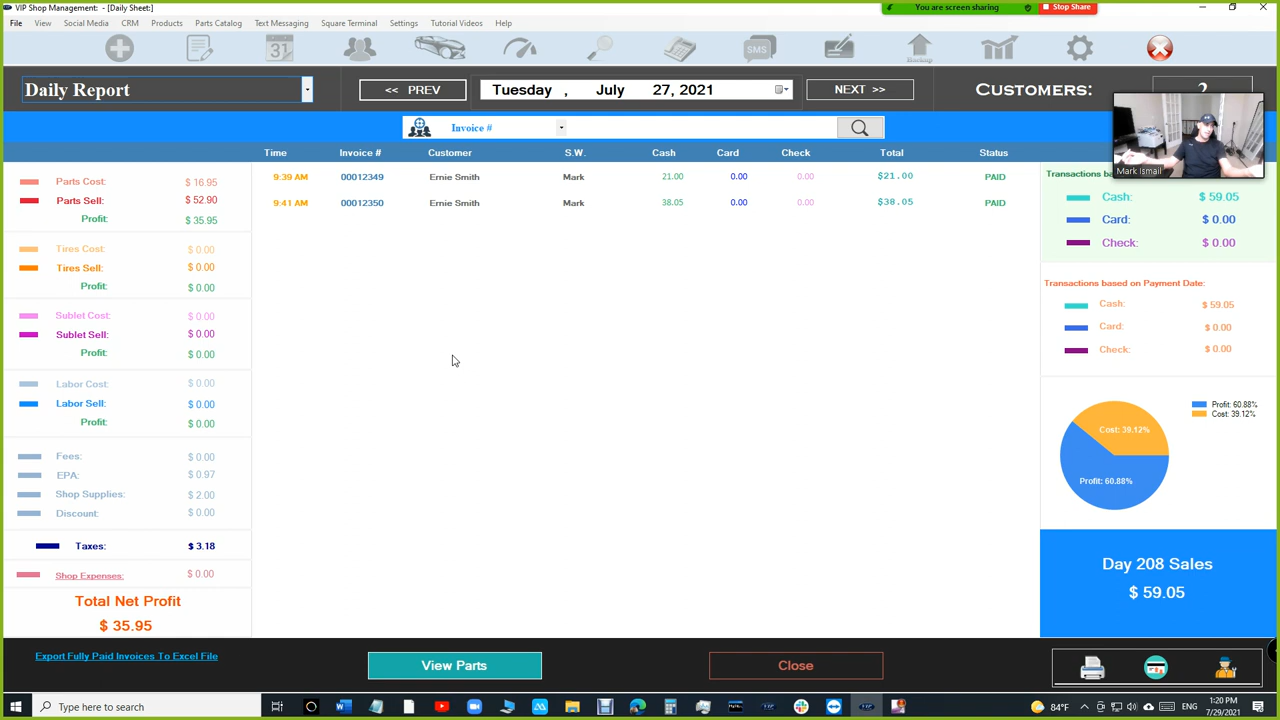 VIP Shop Management: - [Daily Sheet:]
You are screen sharing
Stop Share
File View Social Media CRM Products Parts Catalog Text Messaging Square Terminal Settings Tutorial Videos Help
31
SMS
Daily Report
<< PREV
Tuesday , July 27, 2021
NEXT >>
CUSTOMERS:
Invoice #
Mark Ismail
Time Invoice # Customer S.W. Cash Card Check Total Status
9:39 AM 00012349 Ernie Smith Mark 21.00 0.00 0.00 $21.00 PAID
9:41 AM 00012350 Ernie Smith Mark 38.05 0.00 0.00 $38.05 PAID
Parts Cost: $ 16.95
Parts Sell: $ 52.90
Profit: $ 35.95
Tires Cost: $ 0.00
Tires Sell: $ 0.00
Profit: $ 0.00
Sublet Cost: $ 0.00
Sublet Sell: $ 0.00
Profit: $ 0.00
Labor Cost: $ 0.00
Labor Sell: $ 0.00
Profit: $ 0.00
Fees: $ 0.00
EPA: $ 0.97
Shop Supplies: $ 2.00
Discount: $ 0.00
Taxes: $ 3.18
Shop Expenses: $ 0.00
Total Net Profit
$ 35.95
Transactions
Cash: $ 59.05
Card: $ 0.00
Check: $ 0.00
Transactions based on Payment Date:
Cash: $ 59.05
Card: $ 0.00
Check: $ 0.00
Profit: 60.88%
Cost: 39.12%
Cost: 39.12%
Profit: 60.88%
Day 208 Sales
$ 59.05
Export Fully Paid Invoices To Excel File
View Parts
Close
Type here to search
84°F
ENG
1:20 PM
7/29/2021